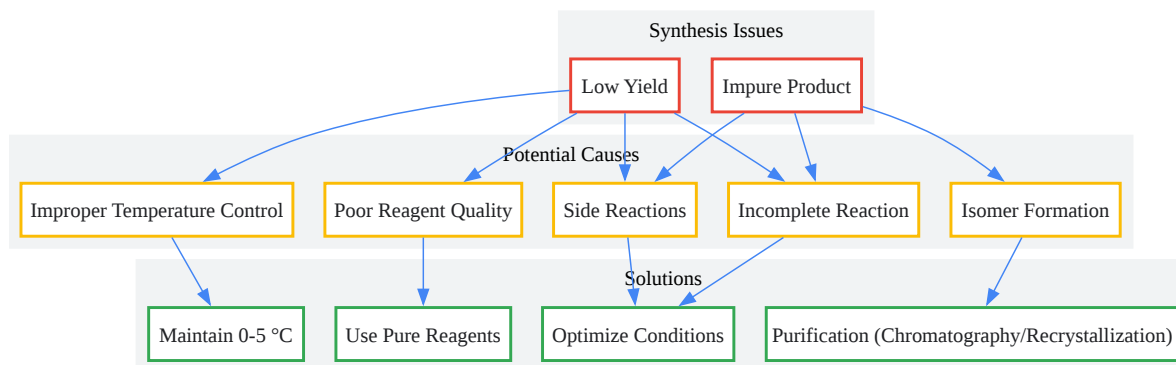 Synthesis Issues
Low Yield
Impure Product
Potential Causes
Improper Temperature Control
Poor Reagent Quality
Side Reactions
Incomplete Reaction
Isomer Formation
Solutions
Maintain 0-5 °C
Use Pure Reagents
Optimize Conditions
Purification (Chromatography/Recrystallization)